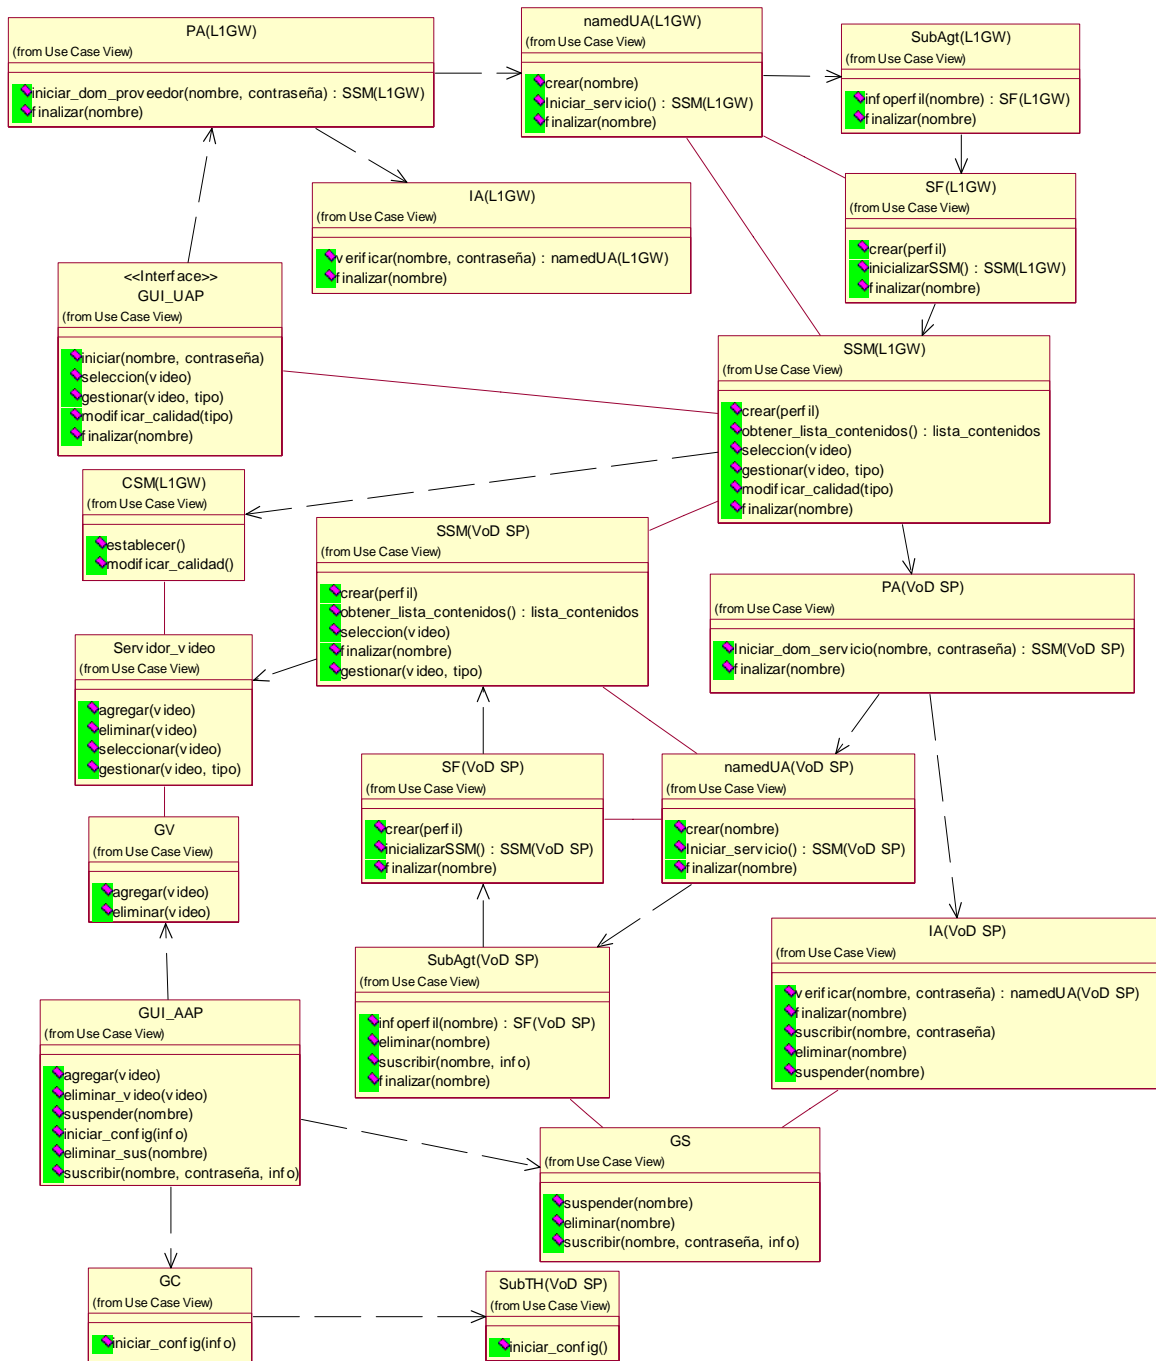 PA(L1GW)
(from Use Case View)
iniciar_dom_proveedor(nombre, contraseña) : SSM(L1GW)
finalizar(nombre)
namedUA(L1GW)
(from Use Case View)
crear(nombre)
Iniciar_servicio() : SSM(L1GW)
finalizar(nombre)
SubAgt(L1GW)
(from Use Case View)
infoperfil(nombre) : SF(L1GW)
finalizar(nombre)
IA(L1GW)
(from Use Case View)
verificar(nombre, contraseña) : namedUA(L1GW)
finalizar(nombre)
SF(L1GW)
(from Use Case View)
crear(perfil)
inicializarSSM() : SSM(L1GW)
finalizar(nombre)
<<Interface>>
GUI_UAP
(from Use Case View)
iniciar(nombre, contraseña)
seleccion(video)
gestionar(video, tipo)
modificar_calidad(tipo)
finalizar(nombre)
SSM(L1GW)
(from Use Case View)
crear(perfil)
obtener_lista_contenidos() : lista_contenidos
seleccion(video)
gestionar(video, tipo)
modificar_calidad(tipo)
finalizar(nombre)
CSM(L1GW)
(from Use Case View)
establecer()
modificar_calidad()
SSM(VoD SP)
(from Use Case View)
crear(perfil)
obtener_lista_contenidos() : lista_contenidos
seleccion(video)
finalizar(nombre)
gestionar(video, tipo)
PA(VoD SP)
(from Use Case View)
Iniciar_dom_servicio(nombre, contraseña) : SSM(VoD SP)
finalizar(nombre)
Servidor_video
(from Use Case View)
agregar(video)
eliminar(video)
seleccionar(video)
gestionar(video, tipo)
SF(VoD SP)
(from Use Case View)
crear(perfil)
inicializarSSM() : SSM(VoD SP)
finalizar(nombre)
namedUA(VoD SP)
(from Use Case View)
crear(nombre)
Iniciar_servicio() : SSM(VoD SP)
finalizar(nombre)
GV
(from Use Case View)
agregar(video)
eliminar(video)
SubAgt(VoD SP)
(from Use Case View)
infoperfil(nombre) : SF(VoD SP)
eliminar(nombre)
suscribir(nombre, info)
finalizar(nombre)
IA(VoD SP)
(from Use Case View)
verificar(nombre, contraseña) : namedUA(VoD SP)
finalizar(nombre)
suscribir(nombre, contraseña)
eliminar(nombre)
suspender(nombre)
GUI_AAP
(from Use Case View)
agregar(video)
eliminar_video(video)
suspender(nombre)
iniciar_config(info)
eliminar_sus(nombre)
suscribir(nombre, contraseña, info)
GS
(from Use Case View)
suspender(nombre)
eliminar(nombre)
suscribir(nombre, contraseña, info)
GC
(from Use Case View)
iniciar_config(info)
SubTH(VoD SP)
(from Use Case View)
iniciar_config()